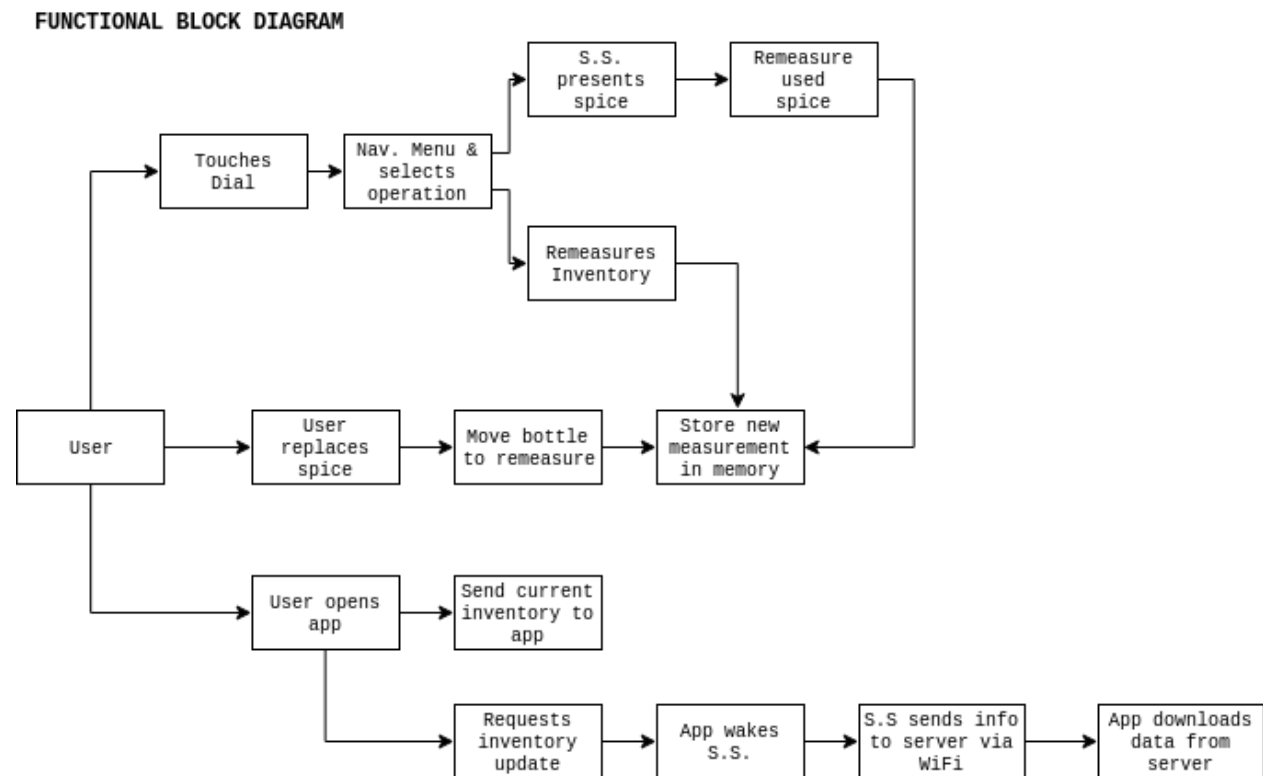 FUNCTIONAL BLOCK DIAGRAM
S.S.
presents
spice
Remeasure
used
spice
Touches
Dial
Nav. Menu &
selects
operation
Remeasures
Inventory
User
User
replaces
spice
Move bottle
to remeasure
Store new
measurement
in memory
User opens
app
Send current
inventory to
app
Requests
inventory
update
App wakes
S.S.
S.S sends info
to server via
WiFi
App downloads
data from
server